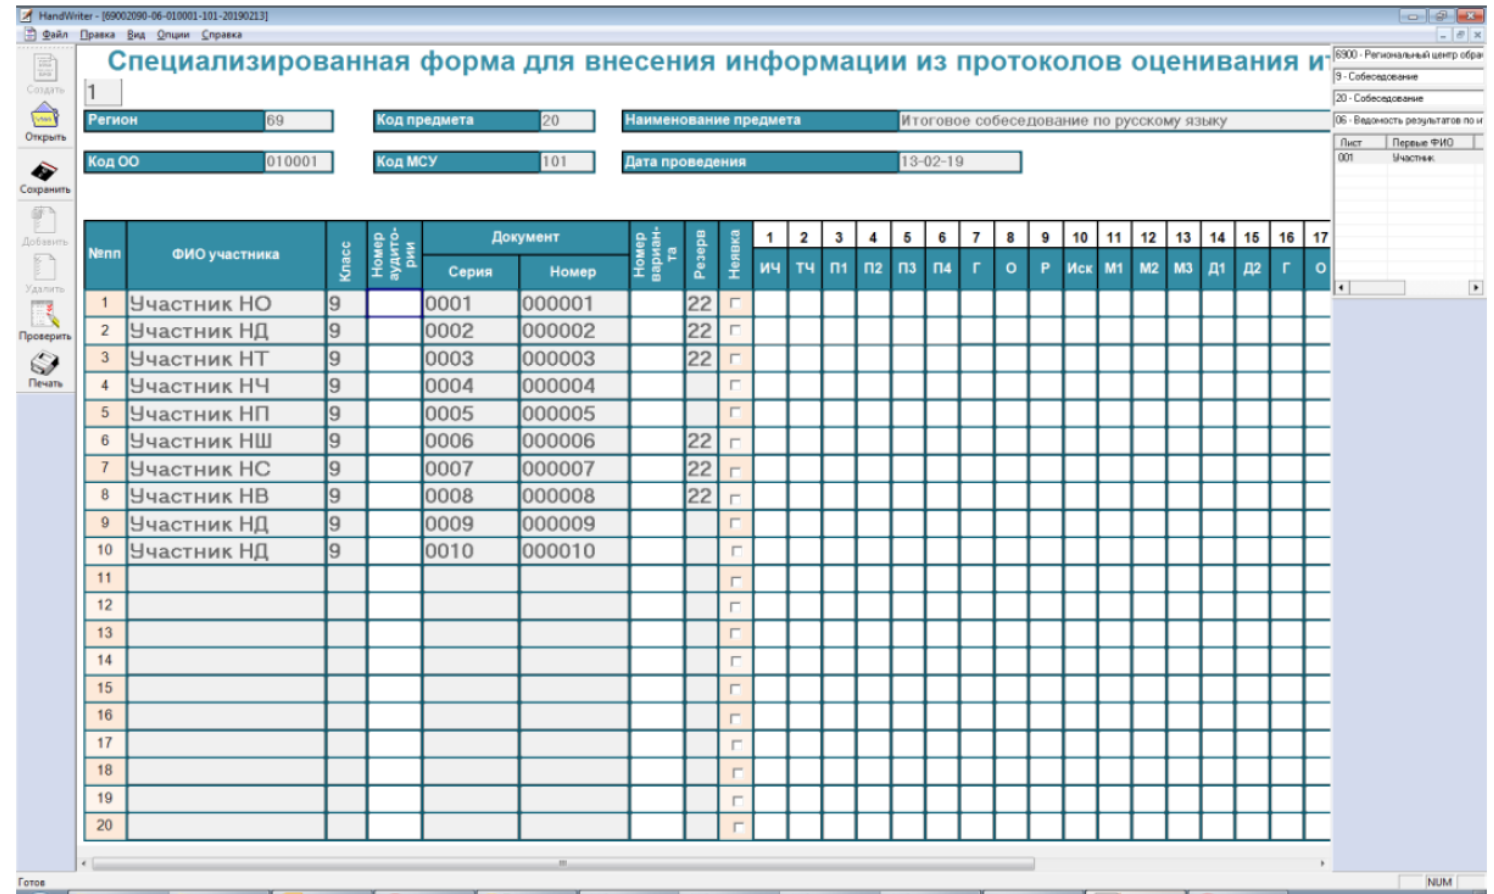 HandWriter - [69002090-06-010001-101-20190213]
Файл Правка Вид Опции Справка
Создать
Открыть
Сохранить
Добавить
Удалить
Проверить
Печать
Специализированная форма для внесения информации из протоколов оценивания и
1
Регион 69 Код предмета 20 Наименование предмета Итоговое собеседование по русскому языку
Код ОО 010001 Код МСУ 101 Дата проведения 13-02-19
№пп ФИО участника Класс Номер аудито-рии Документ Серия Номер Номер вариан-та Резерв Неявка
1 2 3 4 5 6 7 8 9 10 11 12 13 14 15 16 17
ИЧ ТЧ П1 П2 П3 П4 Г О Р Иск М1 М2 М3 Д1 Д2 Г О
1 Участник НО 9 0001 000001 22
2 Участник НД 9 0002 000002 22
3 Участник НТ 9 0003 000003 22
4 Участник НЧ 9 0004 000004
5 Участник НП 9 0005 000005
6 Участник НШ 9 0006 000006 22
7 Участник НС 9 0007 000007 22
8 Участник НВ 9 0008 000008 22
9 Участник НД 9 0009 000009
10 Участник НД 9 0010 000010
11
12
13
14
15
16
17
18
19
20
6900 - Региональный центр обра
9 - Собеседование
20 - Собеседование
06 - Ведомость результатов по и
Лист Первые ФИО
001 Участник
Готов
NUM